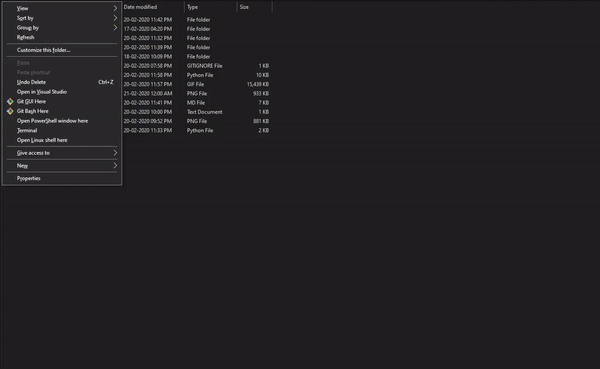 View
Sort by
Group by
Refresh
Customize this folder...
Paste
Paste shortcut
Undo Delete Ctrl+Z
Open in Visual Studio
Git GUI Here
Git Bash Here
Open PowerShell window here
Terminal
Open Linux shell here
Give access to
New
Properties
Date modified Type Size
20-02-2020 11:42 PM File folder
17-02-2020 04:20 PM File folder
20-02-2020 11:32 PM File folder
20-02-2020 11:39 PM File folder
18-02-2020 10:09 PM File folder
20-02-2020 07:58 PM GITIGNORE File 1 KB
20-02-2020 11:58 PM Python File 10 KB
20-02-2020 11:57 PM GIF File 15,439 KB
21-02-2020 12:00 AM PNG File 933 KB
20-02-2020 11:41 PM MD File 7 KB
20-02-2020 10:00 PM Text Document 1 KB
20-02-2020 09:52 PM PNG File 881 KB
20-02-2020 11:33 PM Python File 2 KB